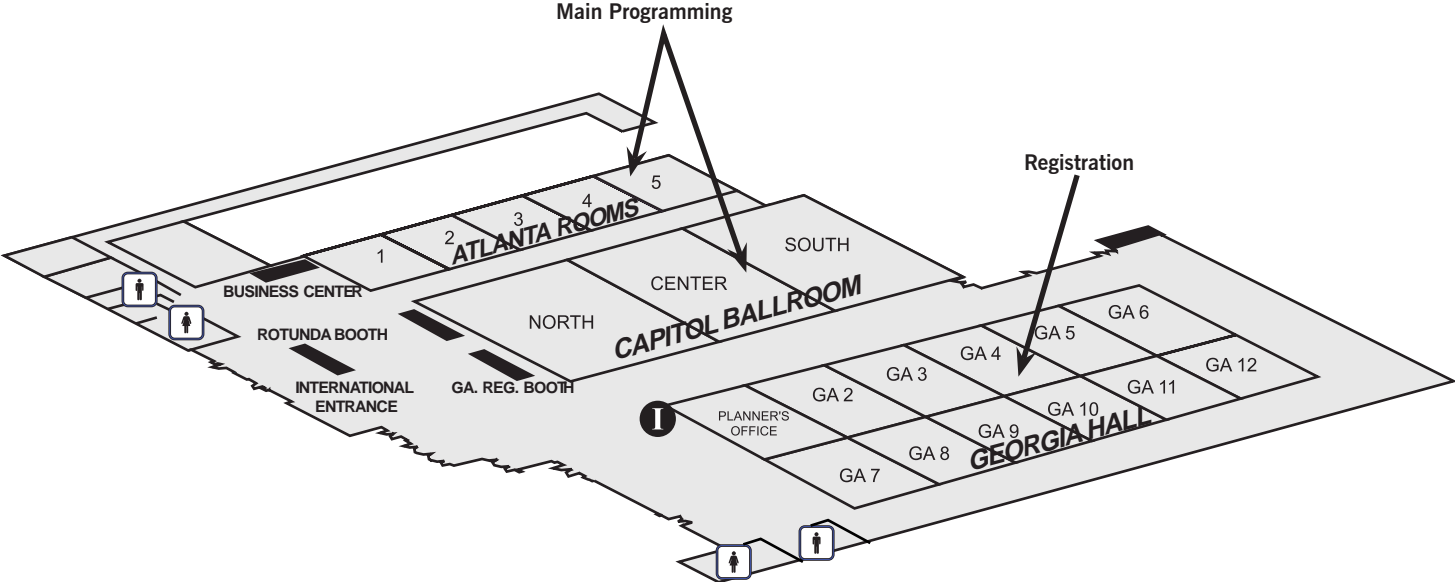 Main Programming
Registration
5
4
3
2
1
ATLANTA ROOMS
BUSINESS CENTER
SOUTH
CENTER
NORTH
CAPITOL BALLROOM
ROTUNDA BOOTH
INTERNATIONAL
ENTRANCE
GA. REG. BOOTH
I
PLANNER'S
OFFICE
GA 2
GA 3
GA 4
GA 5
GA 6
GA 7
GA 8
GA 9
GA 10
GA 11
GA 12
GEORGIA HALL